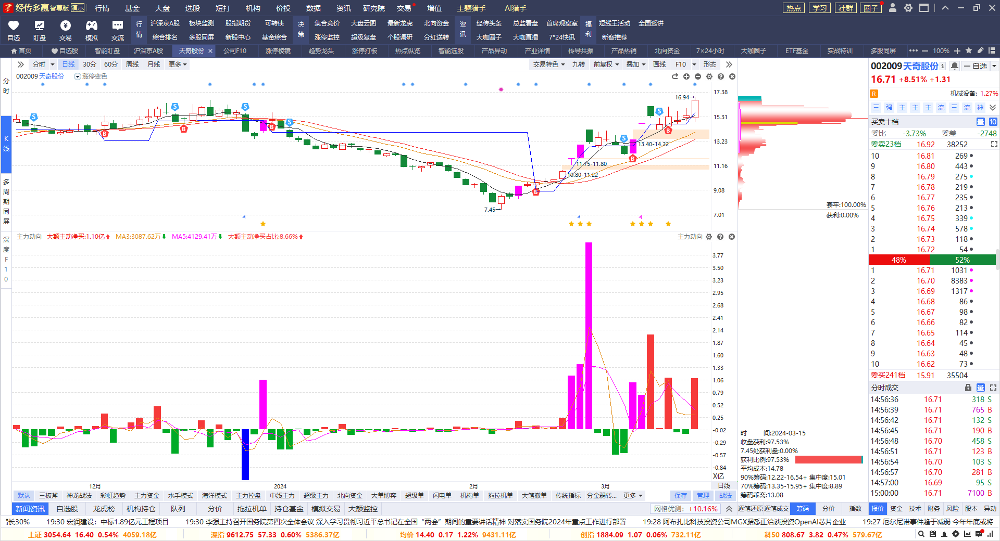 经传多赢 智尊版 演示 行情 基金 大盘 选股 短打 机构 价投 数据 资讯 研究院 交易 增值 主题猎手 AI猎手 热点 学习 社群 圈子
行情 沪深京A股 板块监测 股指期货 可转债 决策 集合竞价 大盘云图 最新龙虎 北向资金 资讯 经传头条 总监看盘 首席观察室 福利 短线王活动 全国巡讲
自选 盯盘 交易 模拟 交流 综合排名 多股同屏 新股中心 基金综合 涨停监控 超级复盘 个股调研 分红送转 大咖圈子 大咖直播 7*24快讯 新客推荐
首页 自选股 智能盯盘 沪深京A股 天奇股份 × 公司F10 涨停棱镜 趋势龙头 涨停打板 热点纵览 智能选股 产品异动 产业详情 传导共振 产品热销 北向资金 7×24小时 大咖圈子 ETF基金 实战特训 多股同屏 ••• — 100% +
分时 日线 30分 60分 周线 月线 更多 交易特色 九转 前复权 叠加 画线 F10 形态
002009天奇股份 涨停变色
分时
K线
多周期同屏
深度F10
17.38
16.94
15.31
13.40-14.22
13.23
11.75-11.80
11.16
10.80-11.22
9.08
7.45
7.01
主力动向 大额主动净买:1.10亿 MA3:3087.62万 MA5:4129.41万 大额主动净买占比:8.66% 主力动向
3.77
3.50
3.23
2.95
2.68
2.41
2.14
1.87
1.60
1.33
1.06
0.79
0.52
0.25
-0.02
-0.29
-0.57
-0.84
X亿
12月 2024 2月 3月 日线
默认 三板斧 神龙战法 彩虹趋势 主力资金 水手模式 海洋模式 主力控盘 中线主力 超级主力 北向资金 大单博弈 超级单 闪电单 机构单 拖拉机单 大笔撤单 传统指标 分金弱转... 更多 保存 管理 战法
新闻资讯 自选股 龙虎榜 机构持仓 队列 分价 拖拉机单 持仓基金 模拟交易 大额监控 网格优测: +10.16% 逐笔还原 逐笔成交 筹码 分价 指数 报价 资金 技术 财务 风险 股本 异动
套牢:100.00%
获利:0.00%
时 间:2024-03-15
收盘获利:97.53%
7.45处获利盘:0.00%
获利比例:97.53%
平均成本:14.78
90%筹码:12.22-16.54+ 集中度:15.01
70%筹码:13.35-15.95+ 集中度:8.89
筹码乖离:13.08
002009天奇股份 自选
16.71 +8.51% +1.31
R 机械设备: 1.27%
三 强 主 主 主 流 三 流 神
买卖十档 量 10
委比 -3.73% 委差 -2748
委卖23档 16.92 38252
10 16.81 269
9 16.80 443
8 16.79 275
7 16.78 219
6 16.77 235
5 16.76 213
4 16.75 339
3 16.74 578
2 16.73 118
1 16.72 54
48% 52%
1 16.71 1031
2 16.70 8383
3 16.69 1317
4 16.68 86
5 16.67 98
6 16.66 82
7 16.65 114
8 16.64 45
9 16.63 48
10 16.62 73
委买241档 15.91 35504
分时成交 量
14:56:36 16.71 318 S
14:56:39 16.71 765 B
14:56:42 16.71 132 S
14:56:45 16.71 190 B
14:56:48 16.70 458 S
14:56:51 16.71 123 B
14:56:54 16.70 103 S
14:56:57 16.70 281 B
14:57:00 16.69 95 S
15:00:00 16.71 7100 B
长30% 19:30 宏润建设：中标1.89亿元工程项目 19:30 李强主持召开国务院第四次全体会议 深入学习贯彻习近平总书记在全国“两会”期间的重要讲话精神 对落实国务院2024年重点工作进行部署 19:28 阿布扎比科技投资公司MGX据悉正洽谈投资OpenAI芯片企业 19:27 厄尔尼诺事件趋于减弱 今年年底或将
上证 3054.64 16.40 0.54% 4059.18亿 深指 9612.75 57.33 0.60% 5386.37亿 均价 14.40 0.17 1.22% 9431.11亿 创指 1884.09 1.07 0.06% 732.11亿 科50 808.67 3.82 0.47% 579.67亿